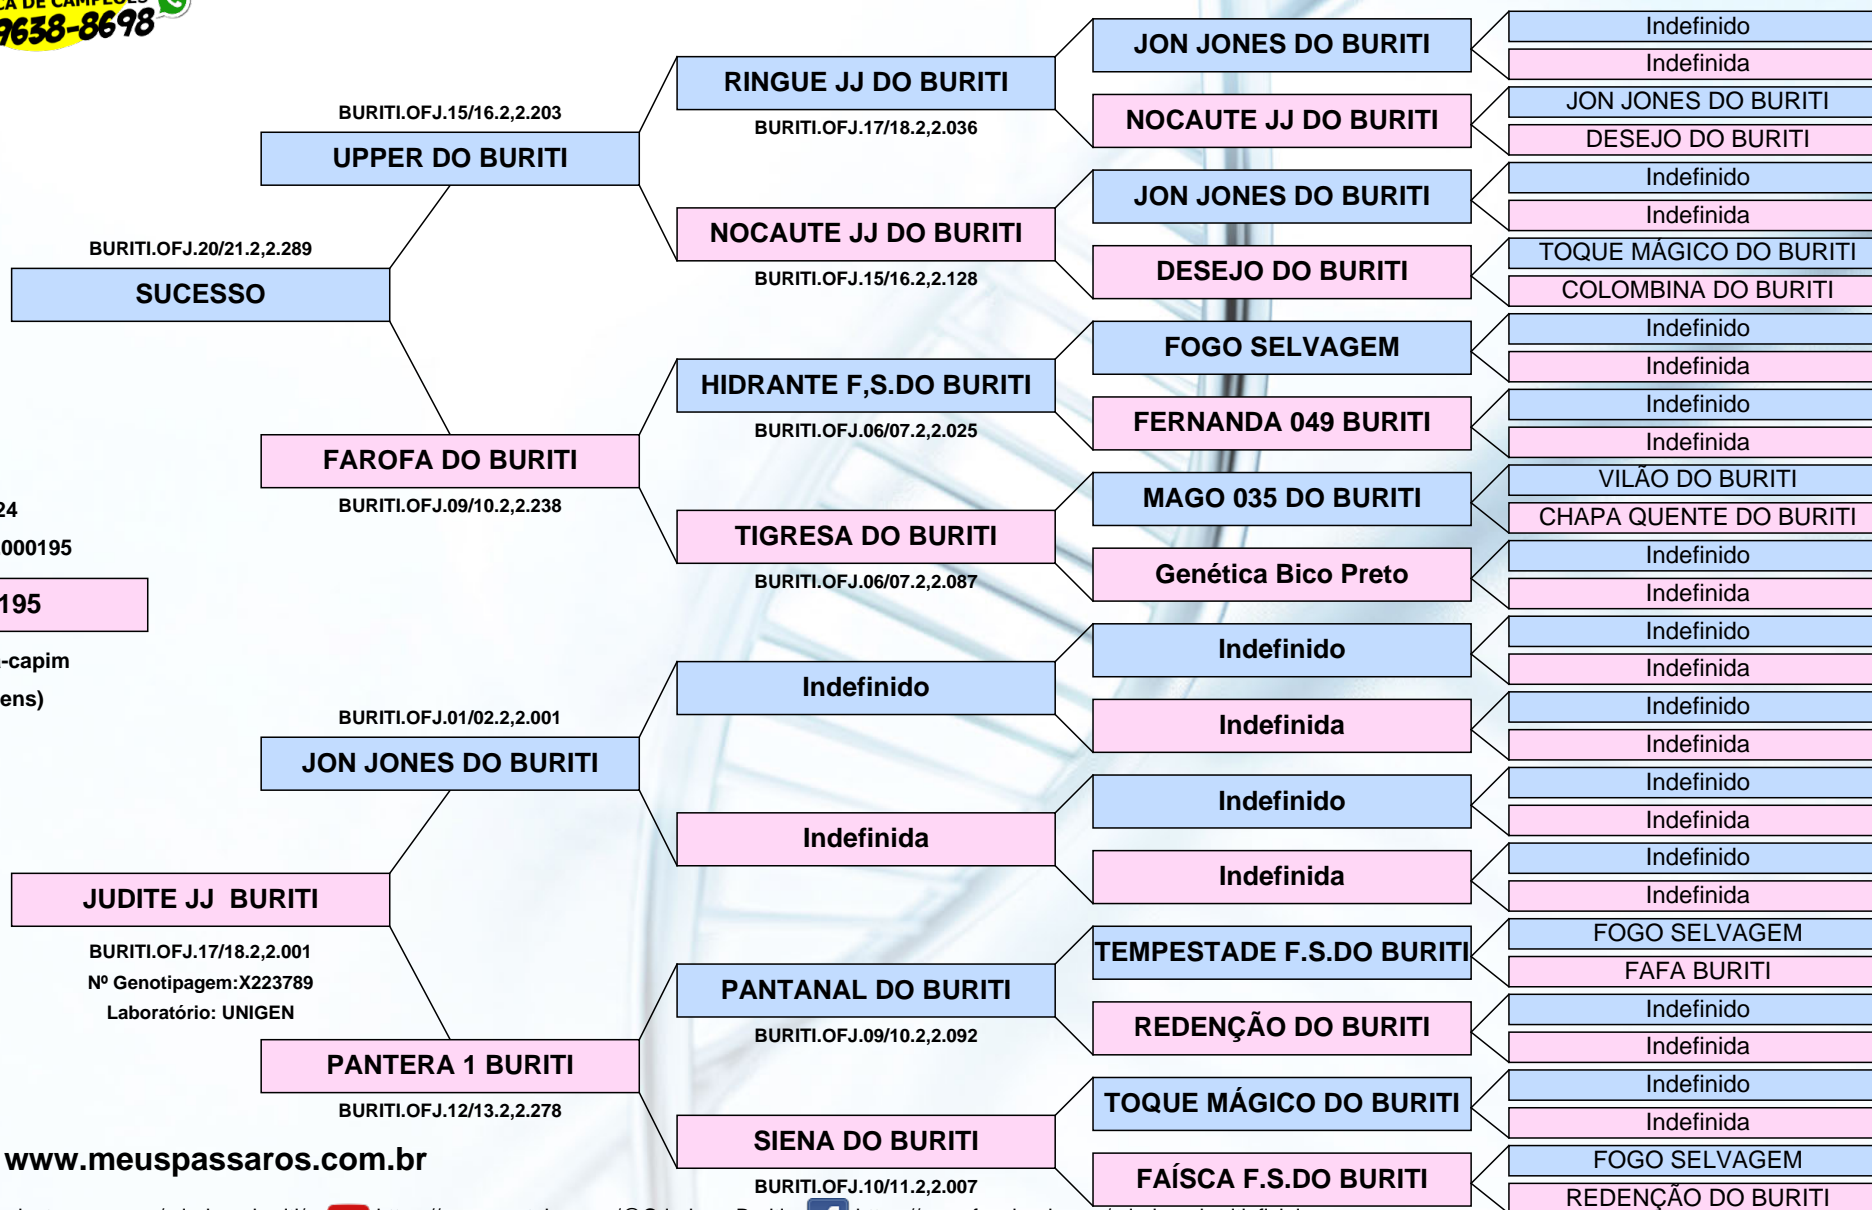 CA DE CAMPEÕES
9638-8698
24
000195
195
-capim
ens)
BURITI.OFJ.20/21.2,2.289
SUCESSO
JUDITE JJ BURITI
BURITI.OFJ.17/18.2,2.001
Nº Genotipagem:X223789
Laboratório: UNIGEN
BURITI.OFJ.15/16.2,2.203
UPPER DO BURITI
FAROFA DO BURITI
BURITI.OFJ.09/10.2,2.238
BURITI.OFJ.01/02.2,2.001
JON JONES DO BURITI
PANTERA 1 BURITI
BURITI.OFJ.12/13.2,2.278
RINGUE JJ DO BURITI
BURITI.OFJ.17/18.2,2.036
NOCAUTE JJ DO BURITI
BURITI.OFJ.15/16.2,2.128
HIDRANTE F,S.DO BURITI
BURITI.OFJ.06/07.2,2.025
TIGRESA DO BURITI
BURITI.OFJ.06/07.2,2.087
Indefinido
Indefinida
PANTANAL DO BURITI
BURITI.OFJ.09/10.2,2.092
SIENA DO BURITI
BURITI.OFJ.10/11.2,2.007
JON JONES DO BURITI
NOCAUTE JJ DO BURITI
JON JONES DO BURITI
DESEJO DO BURITI
FOGO SELVAGEM
FERNANDA 049 BURITI
MAGO 035 DO BURITI
Genética Bico Preto
Indefinido
Indefinida
Indefinido
Indefinida
TEMPESTADE F.S.DO BURITI
REDENÇÃO DO BURITI
TOQUE MÁGICO DO BURITI
FAÍSCA F.S.DO BURITI
Indefinido
Indefinida
JON JONES DO BURITI
DESEJO DO BURITI
Indefinido
Indefinida
TOQUE MÁGICO DO BURITI
COLOMBINA DO BURITI
Indefinido
Indefinida
Indefinido
Indefinida
VILÃO DO BURITI
CHAPA QUENTE DO BURITI
Indefinido
Indefinida
Indefinido
Indefinida
Indefinido
Indefinida
Indefinido
Indefinida
Indefinido
Indefinida
FOGO SELVAGEM
FAFA BURITI
Indefinido
Indefinida
Indefinido
Indefinida
FOGO SELVAGEM
REDENÇÃO DO BURITI
www.meuspassaros.com.br